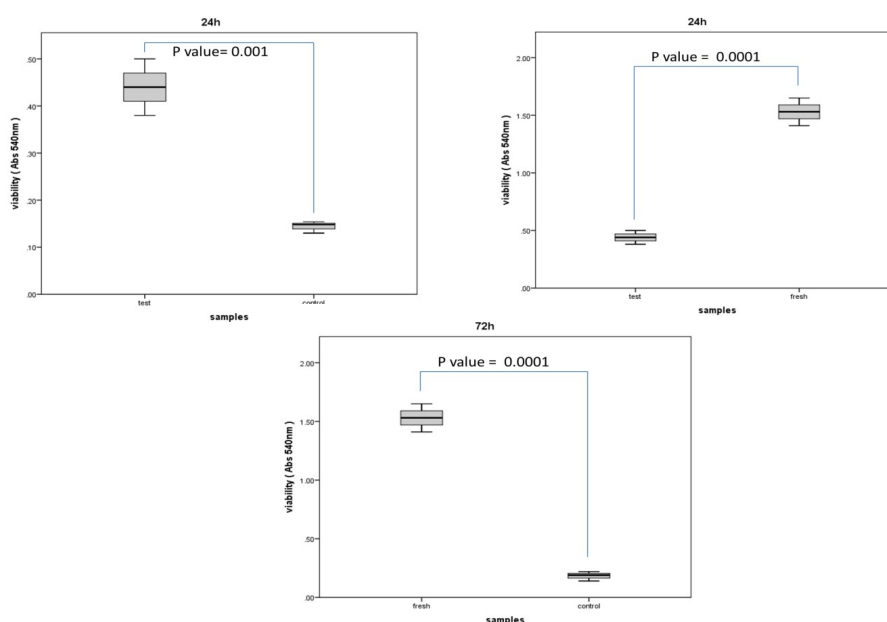 24h
P value= 0.001
viability ( Abs 540nm )
.50
.40
.30
.20
.10
.00
test
control
samples
24h
P value = 0.0001
viability ( Abs 540nm )
2.00
1.50
1.00
.50
.00
test
fresh
samples
72h
P value = 0.0001
viability ( Abs 540nm )
2.00
1.50
1.00
.50
.00
fresh
control
samples